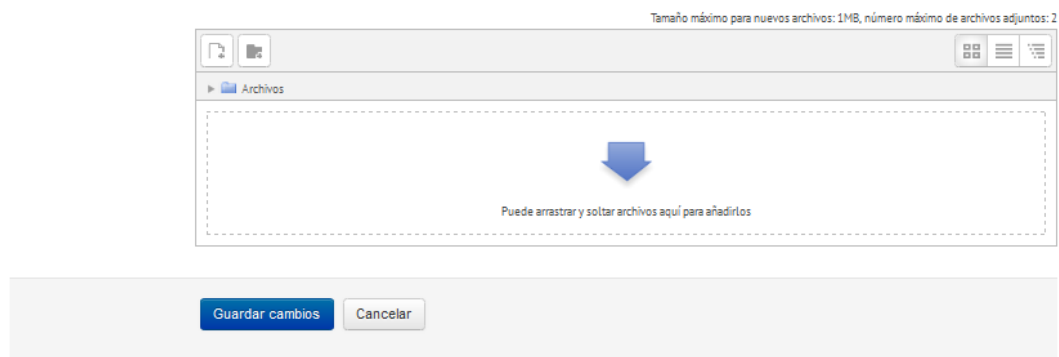 Tamaño máximo para nuevos archivos: 1MB, número máximo de archivos adjuntos: 2
Archivos
Puede arrastrar y soltar archivos aquí para añadirlos
Guardar cambios Cancelar